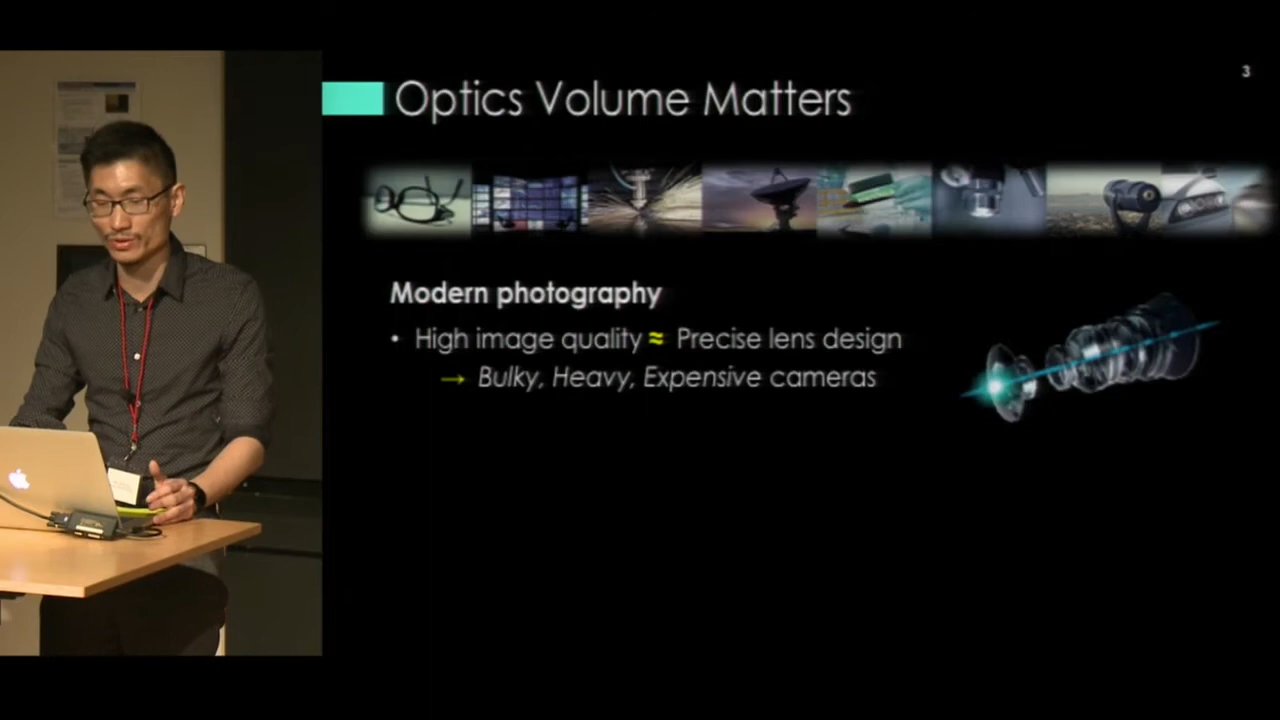 3
Optics Volume Matters
Modern photography
• High image quality ≈ Precise lens design
→ Bulky, Heavy, Expensive cameras